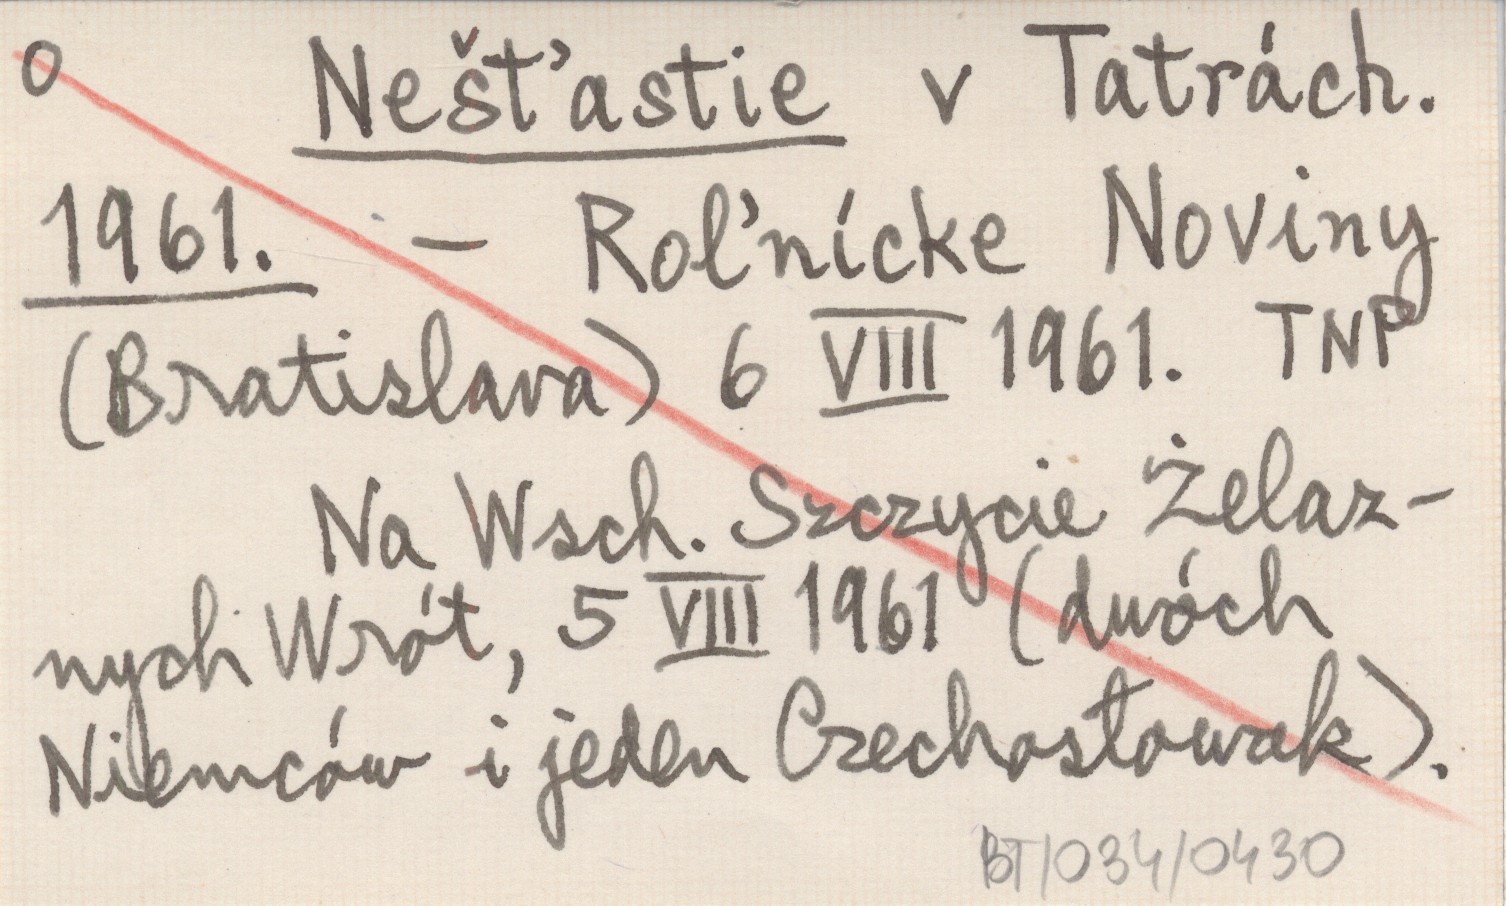 o Nešťastie v Tatrách.
1961. – Roľnícke Noviny
(Bratislava) 6 VIII 1961. TNP
Na Wsch. Szczycie Żelaz-
nych Wrót, 5 VIII 1961 (dwóch
Niemców i jeden Czechosłowak).
BT/034/0430